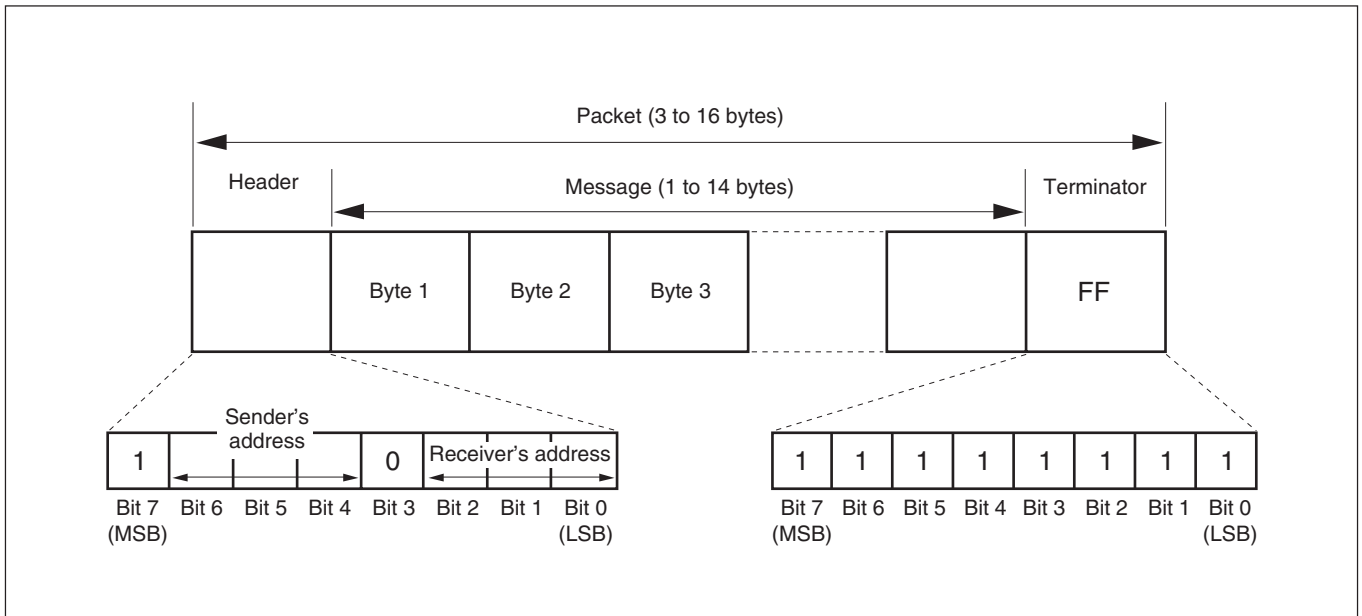 Packet (3 to 16 bytes)
Header
Message (1 to 14 bytes)
Terminator
Byte 1
Byte 2
Byte 3
FF
Sender's
address
1
0
Receiver's address
Bit 7 Bit 6 Bit 5 Bit 4 Bit 3 Bit 2 Bit 1 Bit 0
(MSB)
(LSB)
1 1 1 1 1 1 1 1
Bit 7 Bit 6 Bit 5 Bit 4 Bit 3 Bit 2 Bit 1 Bit 0
(MSB)
(LSB)